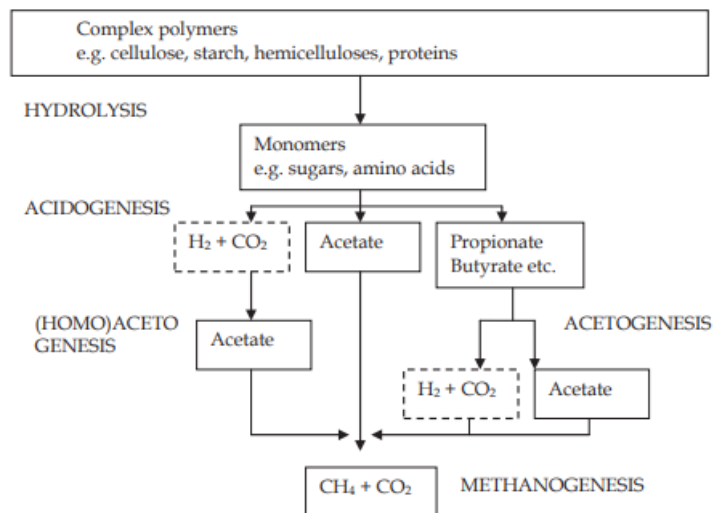 Complex polymers
e.g. cellulose, starch, hemicelluloses, proteins
HYDROLYSIS
Monomers
e.g. sugars, amino acids
ACIDOGENESIS
H₂ + CO₂
Acetate
Propionate
Butyrate etc.
(HOMO)ACETO
GENESIS
Acetate
ACETOGENESIS
H₂ + CO₂
Acetate
CH₄ + CO₂
METHANOGENESIS